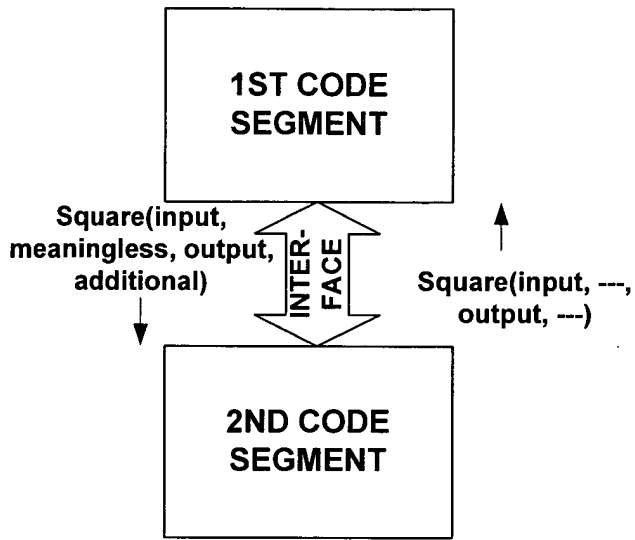 1ST CODE
SEGMENT
Square(input,
meaningless, output,
additional)
INTER-
FACE
Square(input, ---,
output, ---)
2ND CODE
SEGMENT